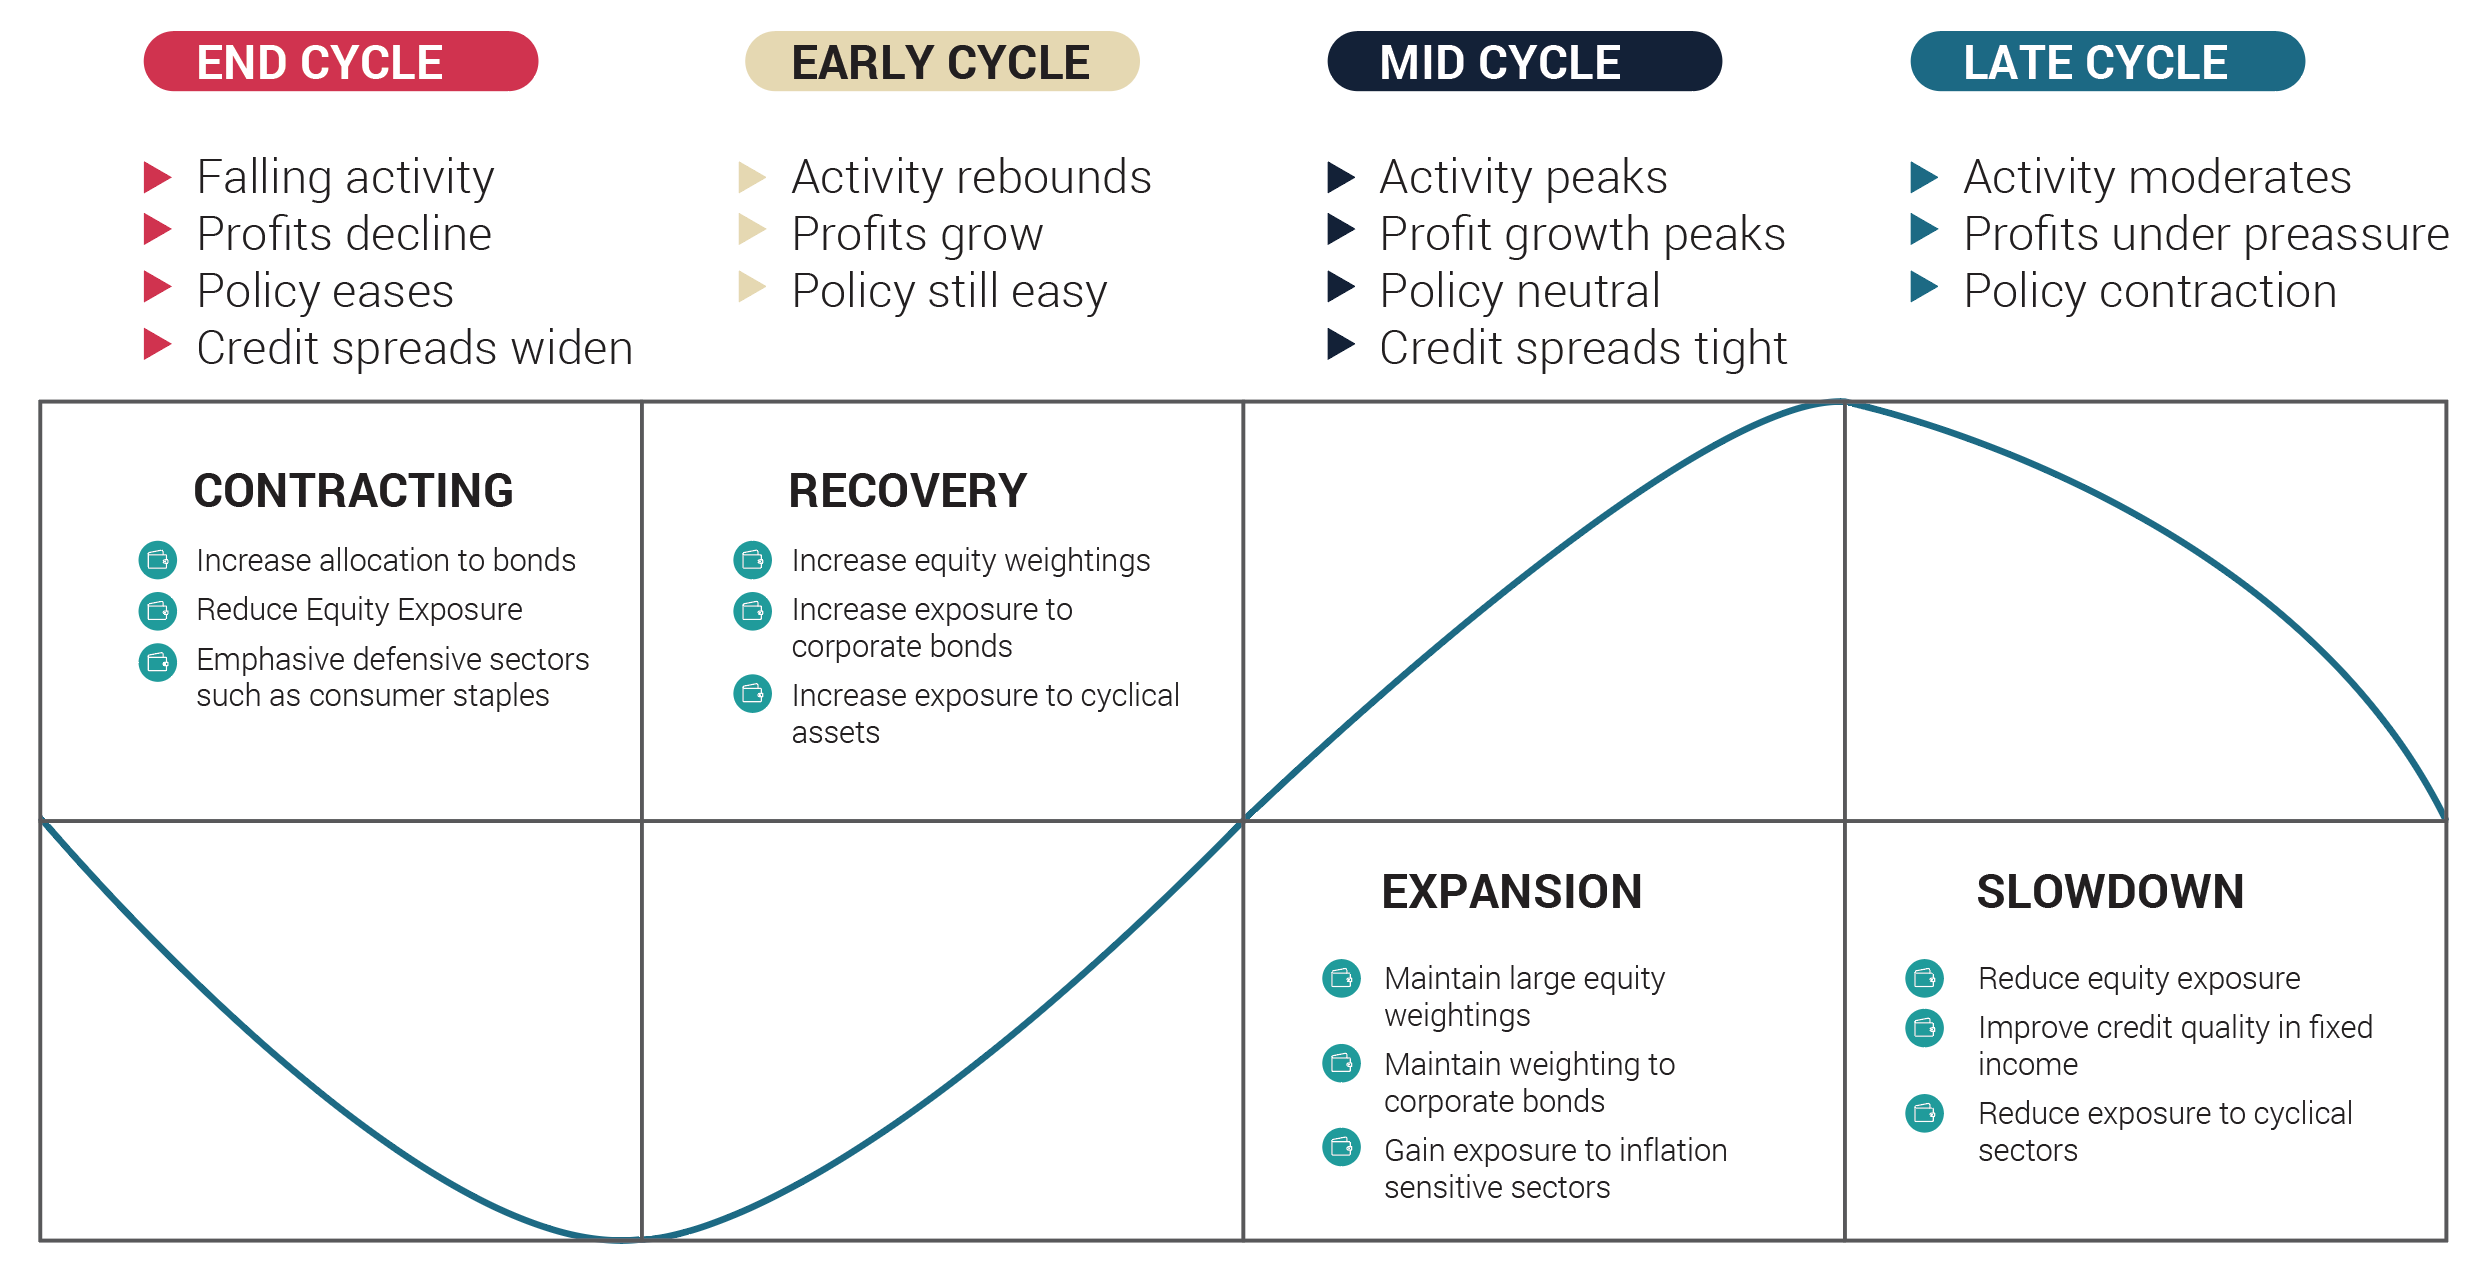 END CYCLE
Falling activity
Profits decline
Policy eases
Credit spreads widen
EARLY CYCLE
Activity rebounds
Profits grow
Policy still easy
MID CYCLE
Activity peaks
Profit growth peaks
Policy neutral
Credit spreads tight
LATE CYCLE
Activity moderates
Profits under preassure
Policy contraction
CONTRACTING
Increase allocation to bonds
Reduce Equity Exposure
Emphasive defensive sectors
such as consumer staples
RECOVERY
Increase equity weightings
Increase exposure to
corporate bonds
Increase exposure to cyclical
assets
EXPANSION
Maintain large equity
weightings
Maintain weighting to
corporate bonds
Gain exposure to inflation
sensitive sectors
SLOWDOWN
Reduce equity exposure
Improve credit quality in fixed
income
Reduce exposure to cyclical
sectors